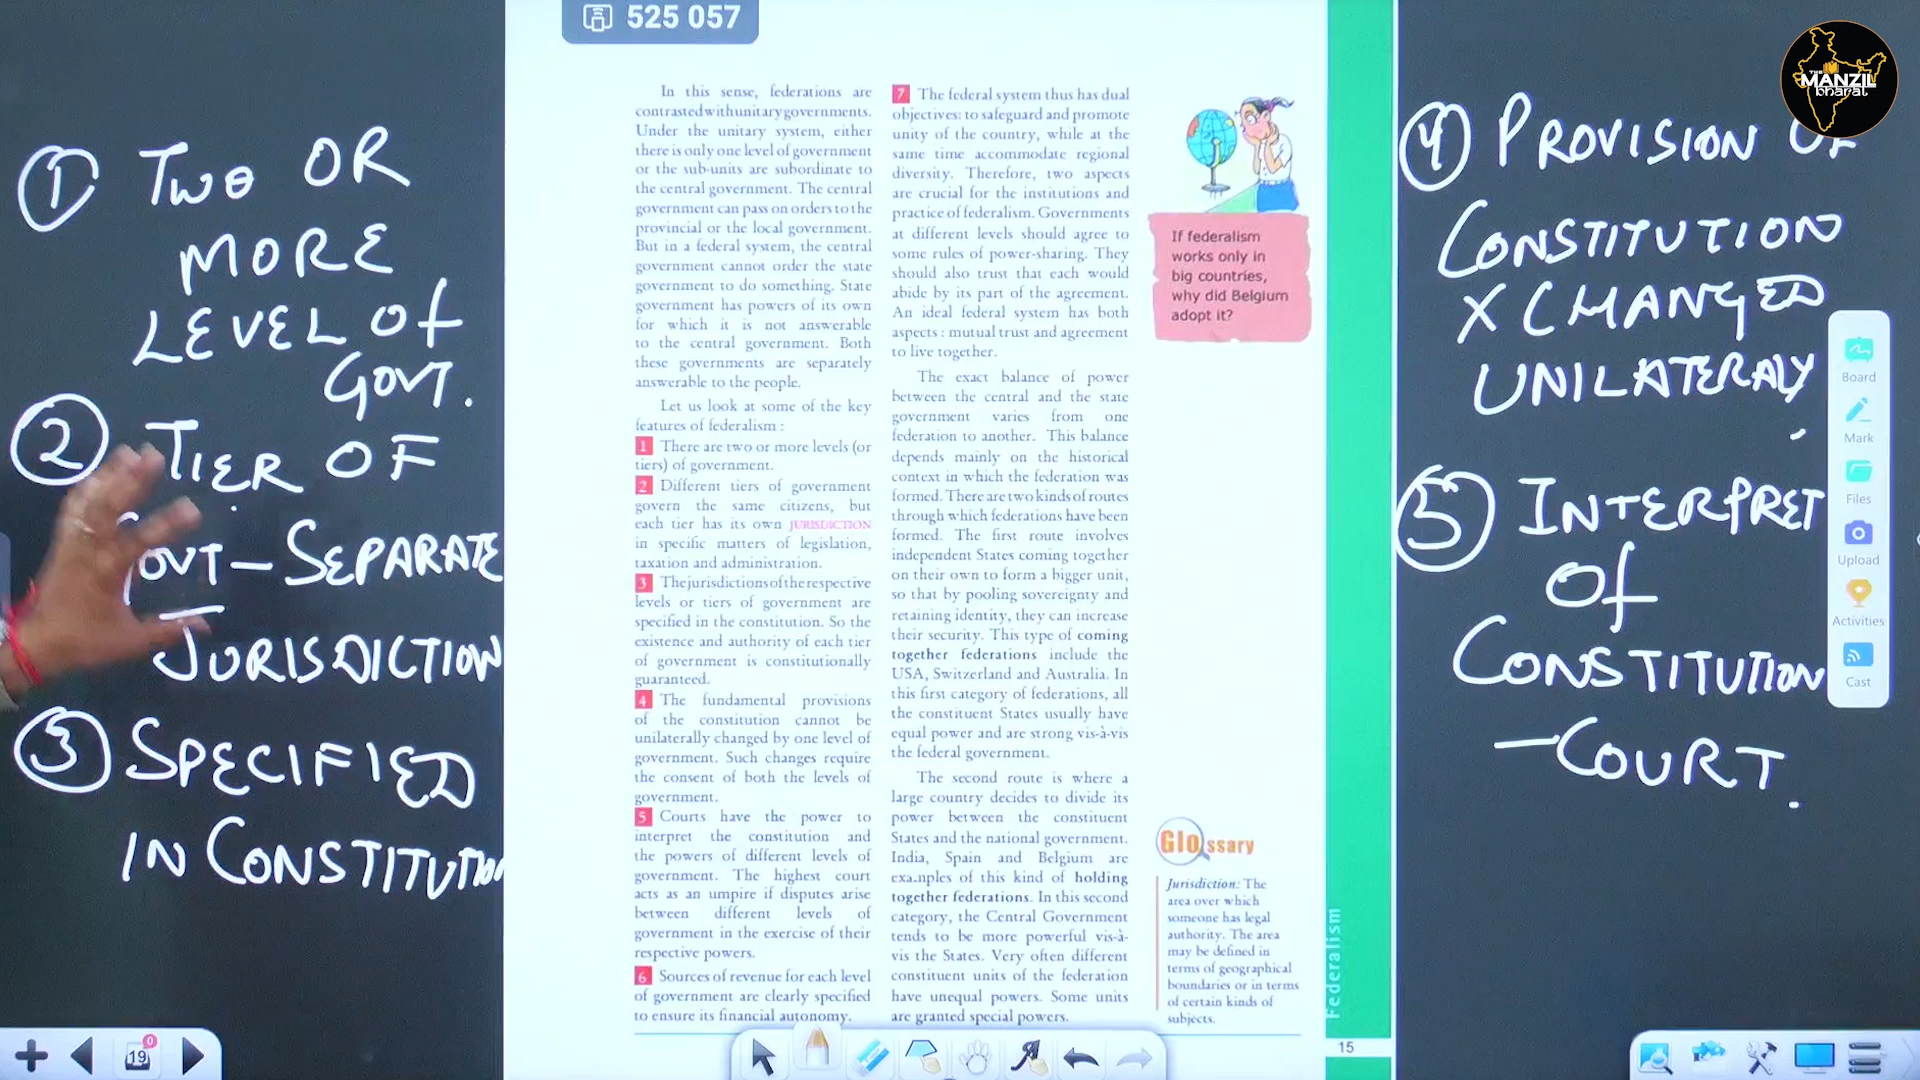 525 057
THE
MANZIL
bharat
① TWO OR
MORE
LEVEL Of
GOVT.
② TIER OF
GOVT - SEPARATE
JURISDICTION
③ SPECIFIED
IN CONSTITUTION
In this sense, federations are
contrasted with unitary governments.
Under the unitary system, either
there is only one level of government
or the sub-units are subordinate to
the central government. The central
government can pass on orders to the
provincial or the local government.
But in a federal system, the central
government cannot order the state
government to do something. State
government has powers of its own
for which it is not answerable
to the central government. Both
these governments are separately
answerable to the people.
Let us look at some of the key
features of federalism :
1 There are two or more levels (or
tiers) of government.
2 Different tiers of government
govern the same citizens, but
each tier has its own JURISDICTION
in specific matters of legislation,
taxation and administration.
3 The jurisdictions of the respective
levels or tiers of government are
specified in the constitution. So the
existence and authority of each tier
of government is constitutionally
guaranteed.
4 The fundamental provisions
of the constitution cannot be
unilaterally changed by one level of
government. Such changes require
the consent of both the levels of
government.
5 Courts have the power to
interpret the constitution and
the powers of different levels of
government. The highest court
acts as an umpire if disputes arise
between different levels of
government in the exercise of their
respective powers.
6 Sources of revenue for each level
of government are clearly specified
to ensure its financial autonomy.
7 The federal system thus has dual
objectives: to safeguard and promote
unity of the country, while at the
same time accommodate regional
diversity. Therefore, two aspects
are crucial for the institutions and
practice of federalism. Governments
at different levels should agree to
some rules of power-sharing. They
should also trust that each would
abide by its part of the agreement.
An ideal federal system has both
aspects : mutual trust and agreement
to live together.
The exact balance of power
between the central and the state
government varies from one
federation to another. This balance
depends mainly on the historical
context in which the federation was
formed. There are two kinds of routes
through which federations have been
formed. The first route involves
independent States coming together
on their own to form a bigger unit,
so that by pooling sovereignty and
retaining identity, they can increase
their security. This type of coming
together federations include the
USA, Switzerland and Australia. In
this first category of federations, all
the constituent States usually have
equal power and are strong vis-à-vis
the federal government.
The second route is where a
large country decides to divide its
power between the constituent
States and the national government.
India, Spain and Belgium are
examples of this kind of holding
together federations. In this second
category, the Central Government
tends to be more powerful vis-à-
vis the States. Very often different
constituent units of the federation
have unequal powers. Some units
are granted special powers.
If federalism
works only in
big countries,
why did Belgium
adopt it?
Glossary
Jurisdiction: The
area over which
someone has legal
authority. The area
may be defined in
terms of geographical
boundaries or in terms
of certain kinds of
subjects.
Federalism
15
④ PROVISION OF
CONSTITUTION
X CHANGED
UNILATERALY
⑤ INTERPRET
Of
CONSTITUTION
- COURT.
Board
Mark
Files
Upload
Activities
Cast
19
0